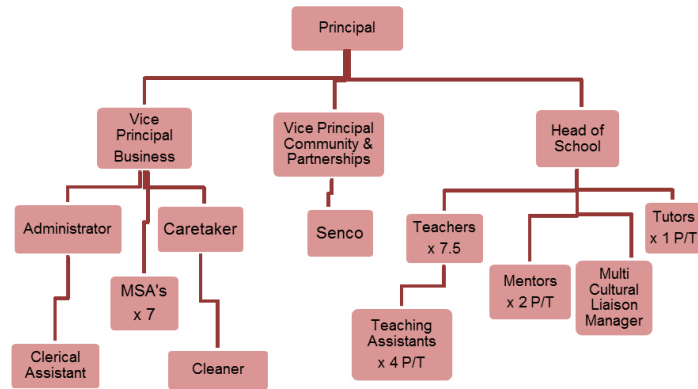 Principal
Vice
Principal
Business
Vice Principal
Community &
Partnerships
Head of
School
Administrator
MSA's
x 7
Caretaker
Senco
Teachers
x 7.5
Mentors
x 2 P/T
Multi
Cultural
Liaison
Manager
Tutors
x 1 P/T
Clerical
Assistant
Cleaner
Teaching
Assistants
x 4 P/T